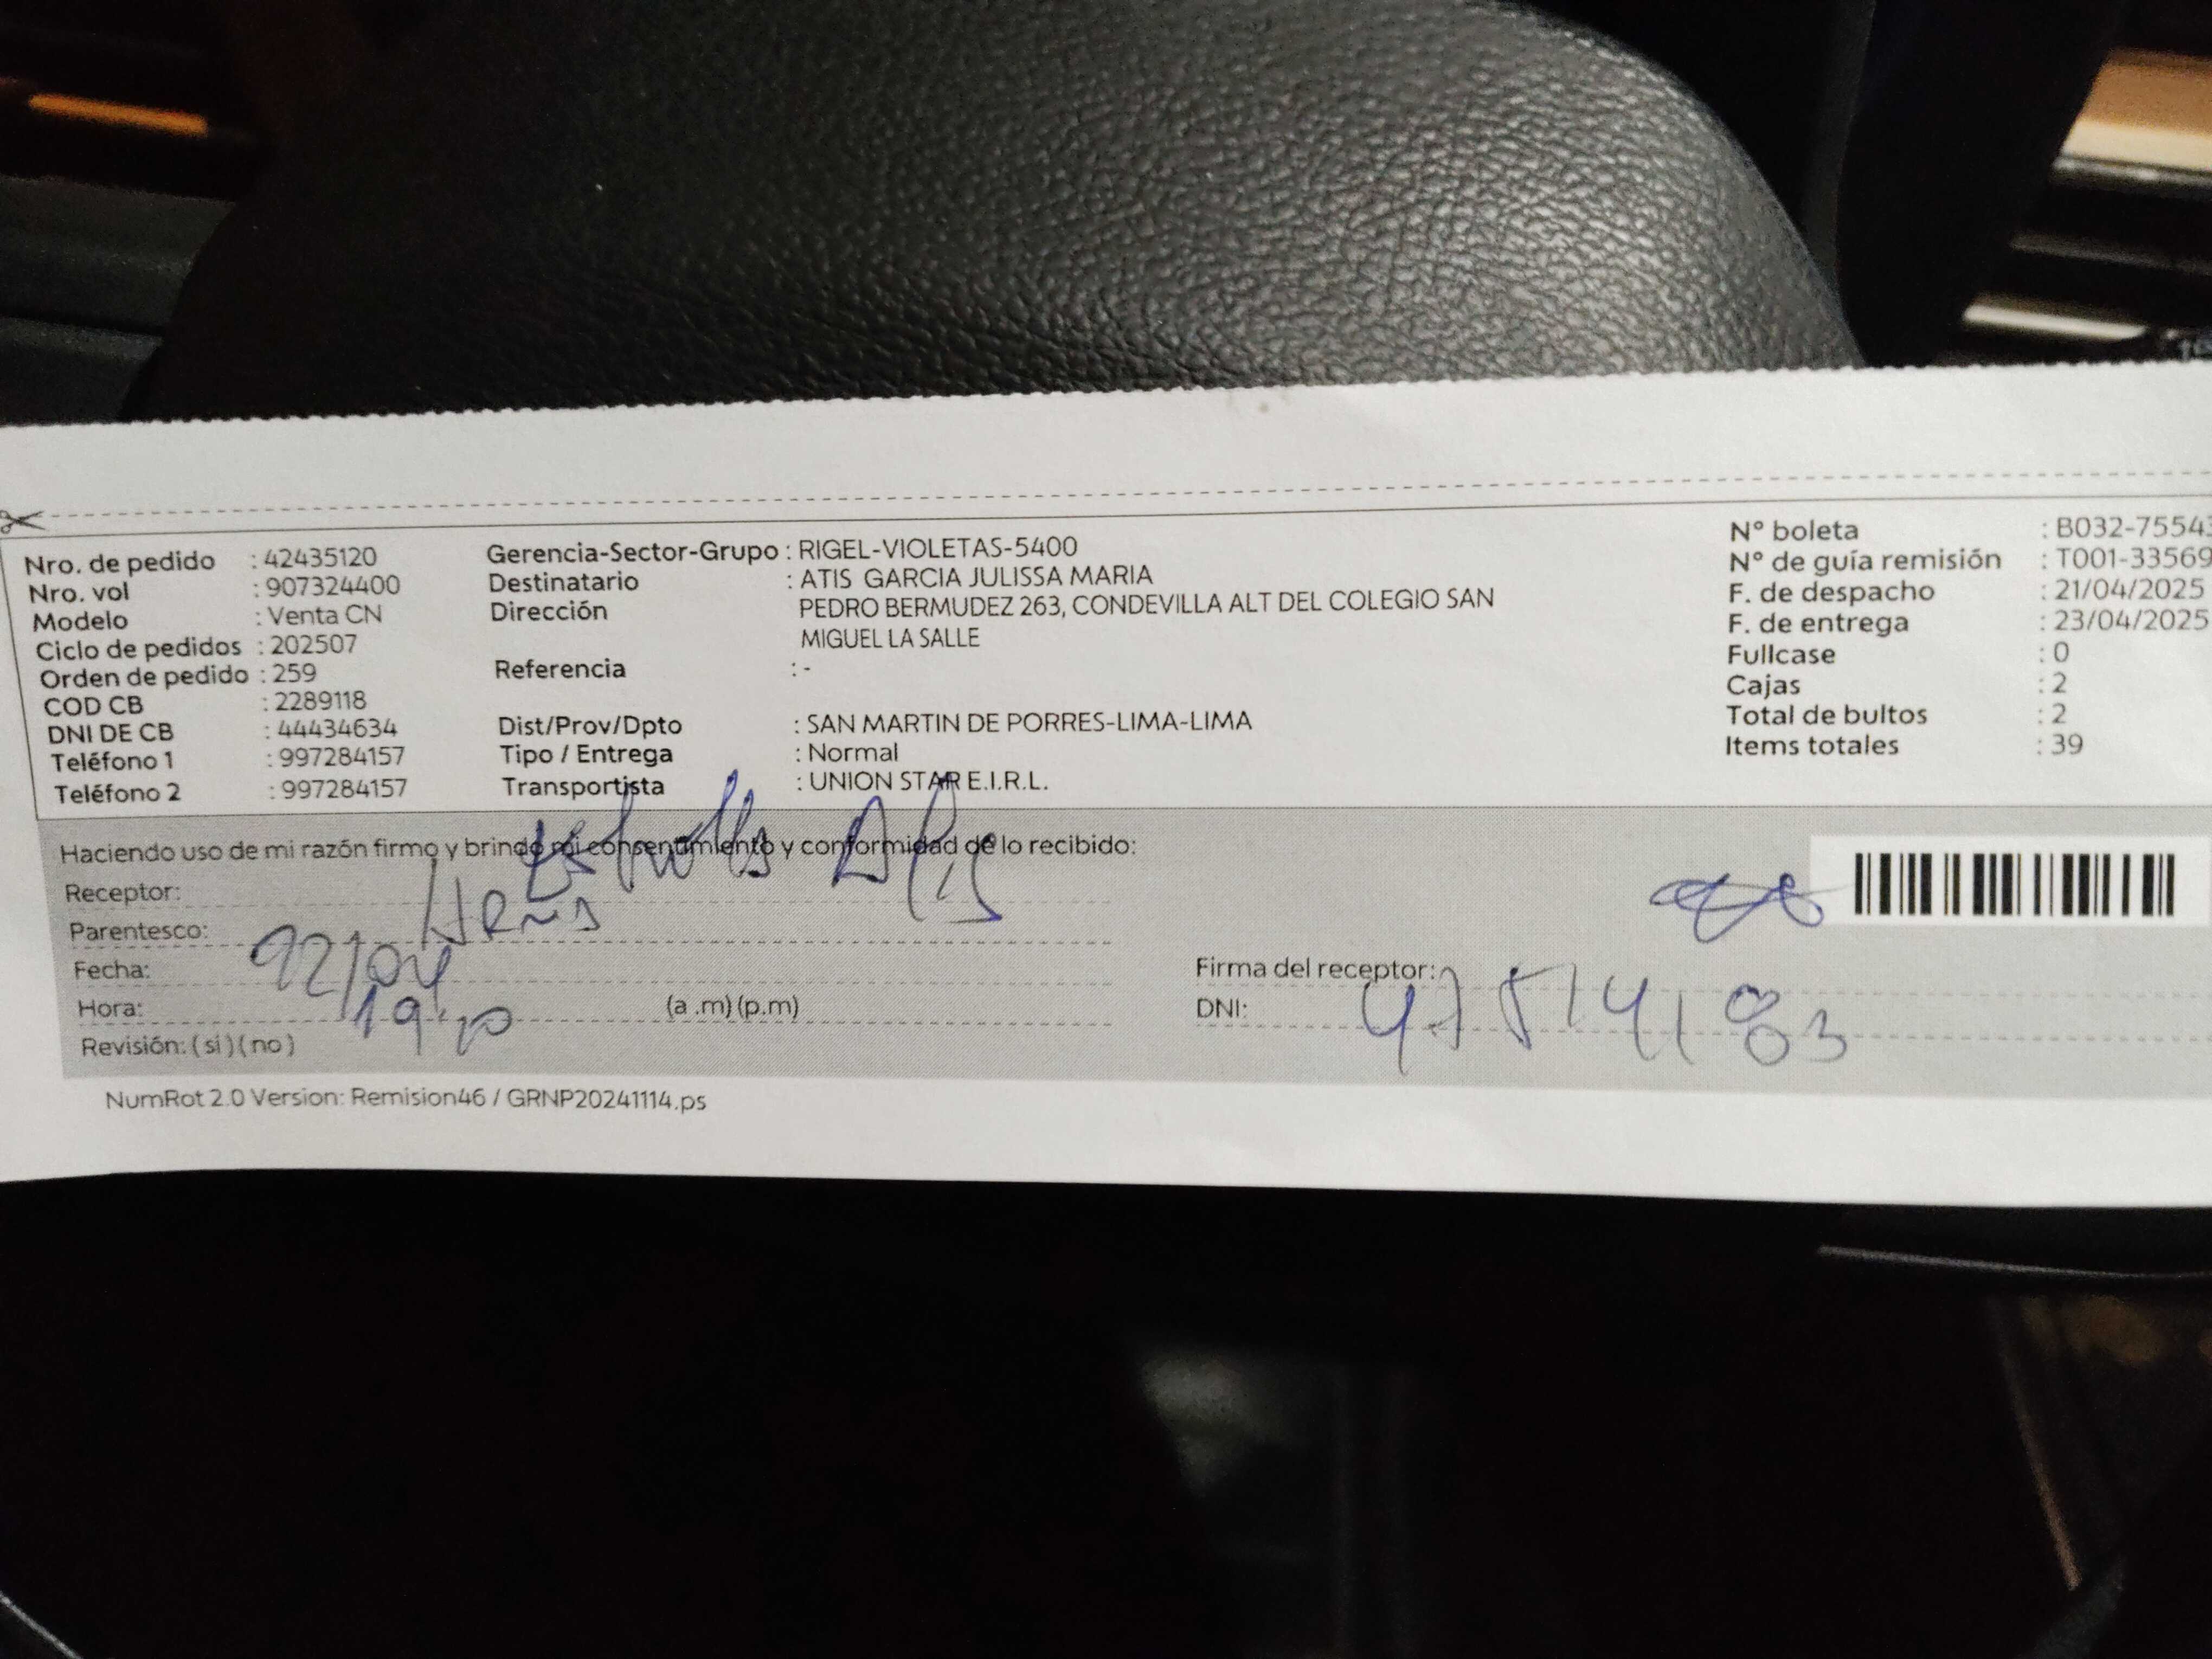 Nro. de pedido : 42435120
Nro. vol : 907324400
Modelo : Venta CN
Ciclo de pedidos : 202507
Orden de pedido : 259
COD CB : 2289118
DNI DE CB : 44434634
Teléfono 1 : 997284157
Teléfono 2 : 997284157
Gerencia-Sector-Grupo : RIGEL-VIOLETAS-5400
Destinatario : ATIS GARCIA JULISSA MARIA
Dirección PEDRO BERMUDEZ 263, CONDEVILLA ALT DEL COLEGIO SAN
MIGUEL LA SALLE
Referencia : -
Dist/Prov/Dpto : SAN MARTIN DE PORRES-LIMA-LIMA
Tipo / Entrega : Normal
Transportista : UNION STAR E.I.R.L.
Nº boleta : B032-7554
Nº de guía remisión : T001-33569
F. de despacho : 21/04/2025
F. de entrega : 23/04/2025
Fullcase : 0
Cajas : 2
Total de bultos : 2
Items totales : 39
Haciendo uso de mi razón firmo y brindo mi consentimiento y conformidad de lo recibido:
Receptor: Atis
Parentesco:
Fecha: 22/04
Hora: (a .m) (p.m)
Revisión: ( si ) ( no )
Firma del receptor:
DNI: 47514183
NumRot 2.0 Version: Remision46 / GRNP20241114.ps